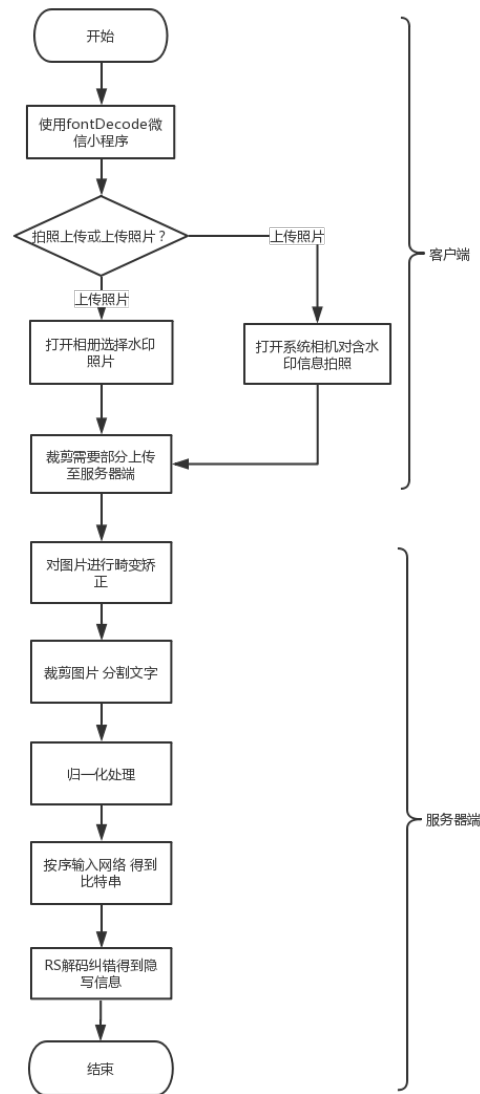 开始
使用fontDecode微
信小程序
拍照上传或上传照片？
上传照片
上传照片
打开相册选择水印
照片
打开系统相机对含水
印信息拍照
裁剪需要部分上传
至服务器端
客户端
对图片进行畸变矫
正
裁剪图片 分割文字
归一化处理
按序输入网络 得到
比特串
RS解码纠错得到隐
写信息
结束
服务器端